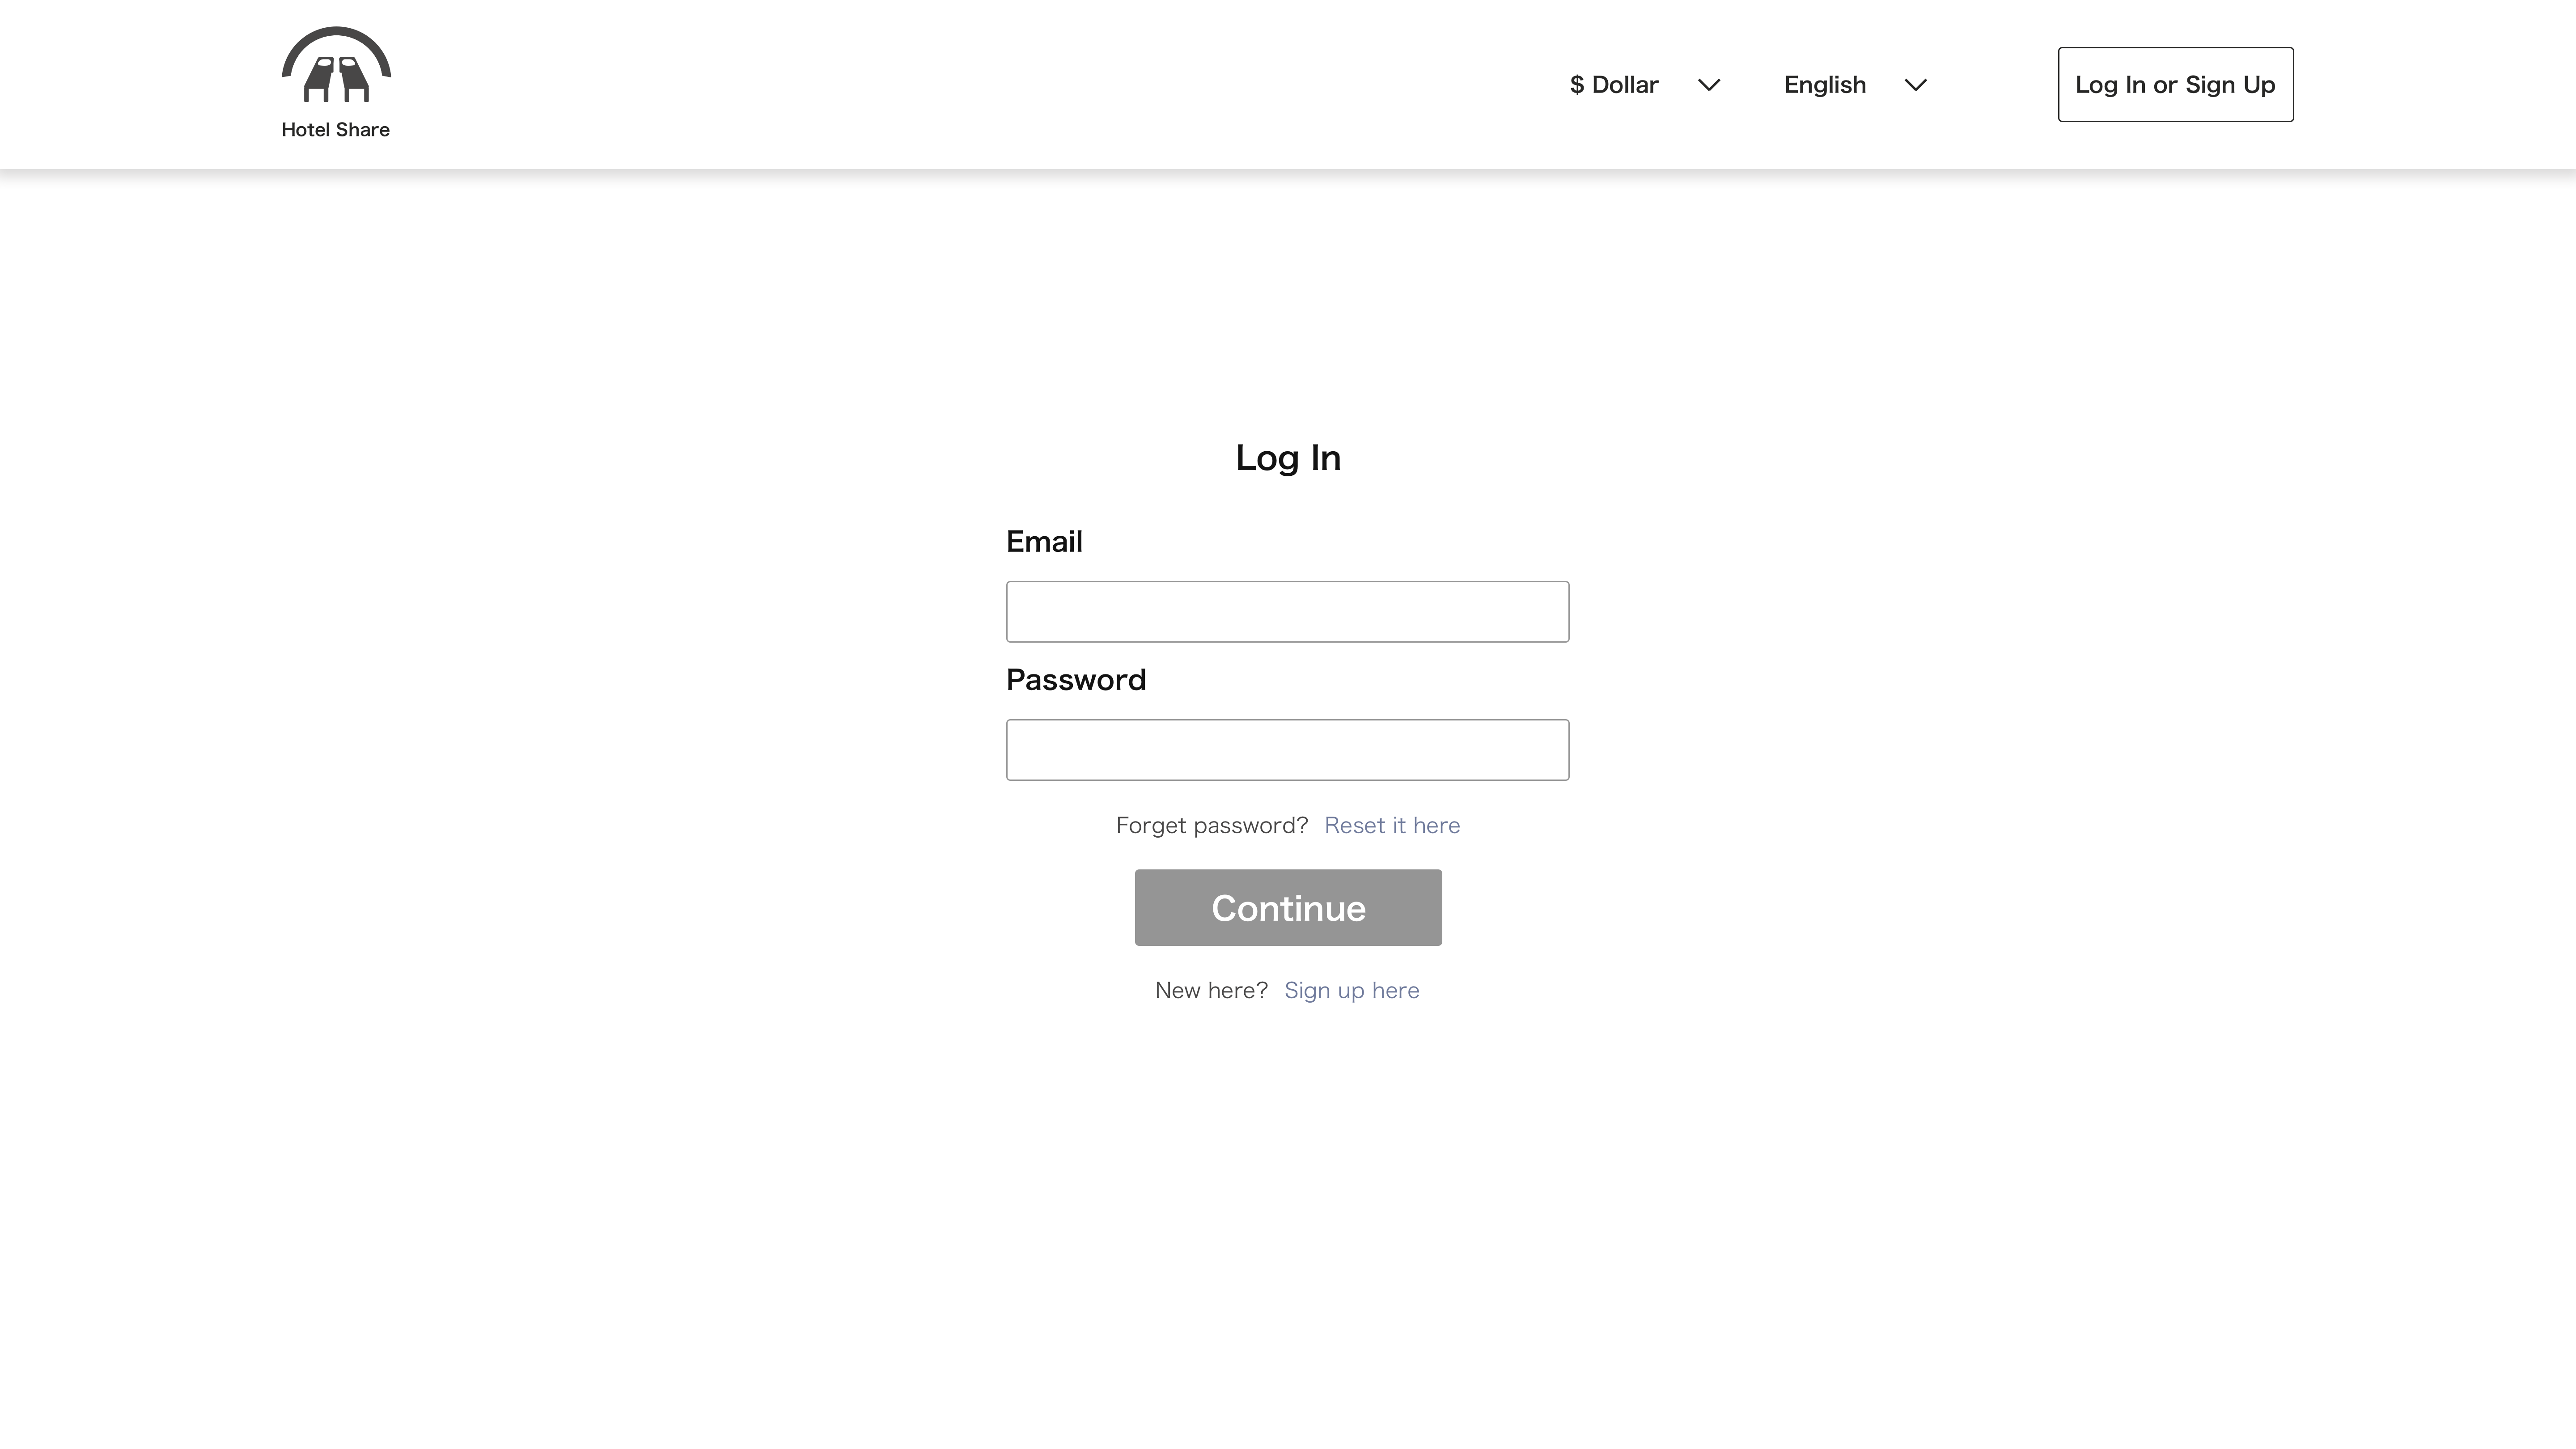 Hotel Share
$ Dollar
English
Log In or Sign Up
Log In
Email
Password
Forget password? Reset it here
Continue
New here? Sign up here